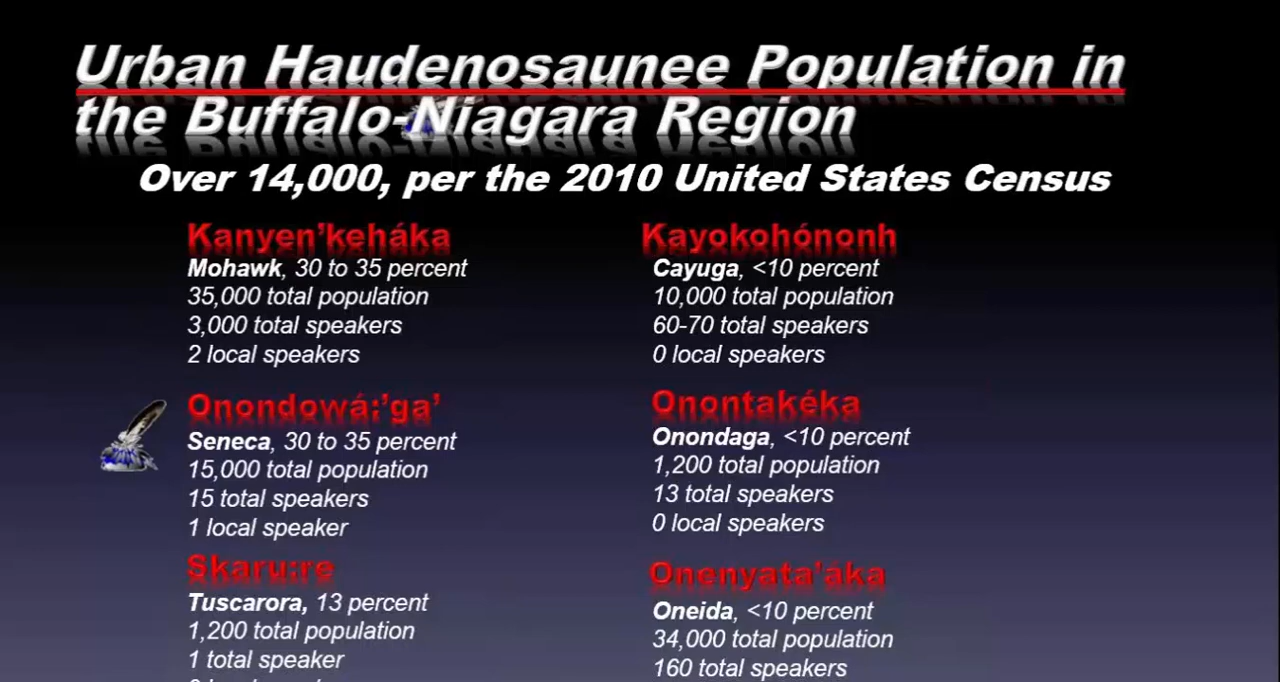 Urban Haudenosaunee Population in
the Buffalo-Niagara Region
Over 14,000, per the 2010 United States Census
Kanyen’keháka
Mohawk, 30 to 35 percent
35,000 total population
3,000 total speakers
2 local speakers
Onondowá:’ga’
Seneca, 30 to 35 percent
15,000 total population
15 total speakers
1 local speaker
Skaru:re
Tuscarora, 13 percent
1,200 total population
1 total speaker
Kayokohónonh
Cayuga, <10 percent
10,000 total population
60-70 total speakers
0 local speakers
Onontakéka
Onondaga, <10 percent
1,200 total population
13 total speakers
0 local speakers
Onenyata’áka
Oneida, <10 percent
34,000 total population
160 total speakers